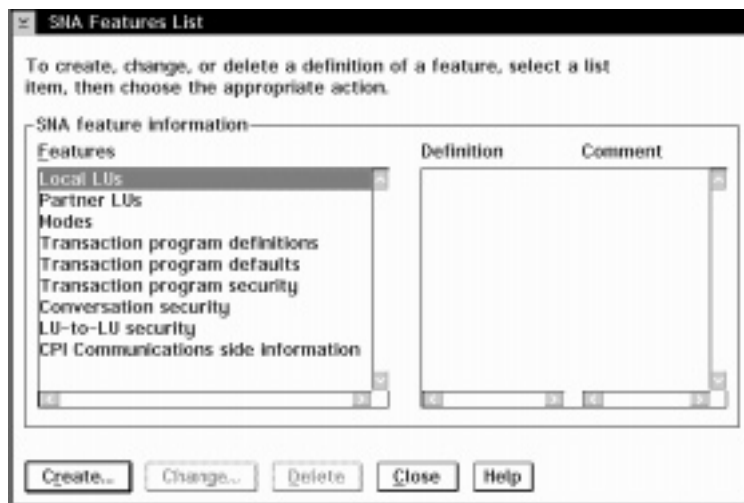 SNA Features List
To create, change, or delete a definition of a feature, select a list
item, then choose the appropriate action.
SNA feature information
Features
Definition
Comment
Local LUs
Partner LUs
Modes
Transaction program definitions
Transaction program defaults
Transaction program security
Conversation security
LU-to-LU security
CPI Communications side information
Create...
Change...
Delete
Close
Help